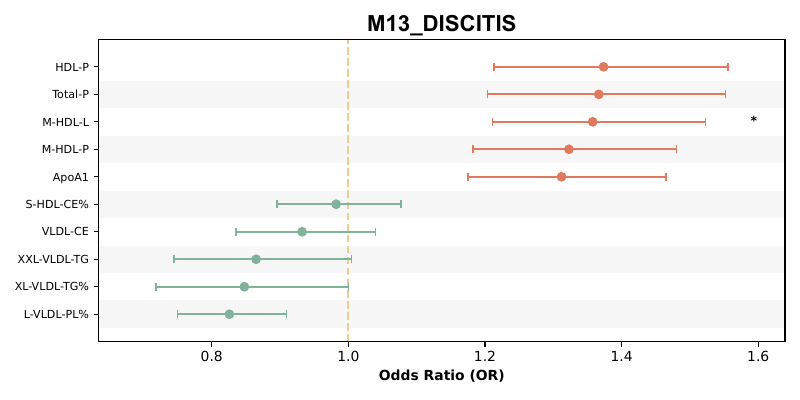 M13_DISCITIS
HDL-P
Total-P
M-HDL-L
*
M-HDL-P
ApoA1
S-HDL-CE%
VLDL-CE
XXL-VLDL-TG
XL-VLDL-TG%
L-VLDL-PL%
0.8 1.0 1.2 1.4 1.6
Odds Ratio (OR)